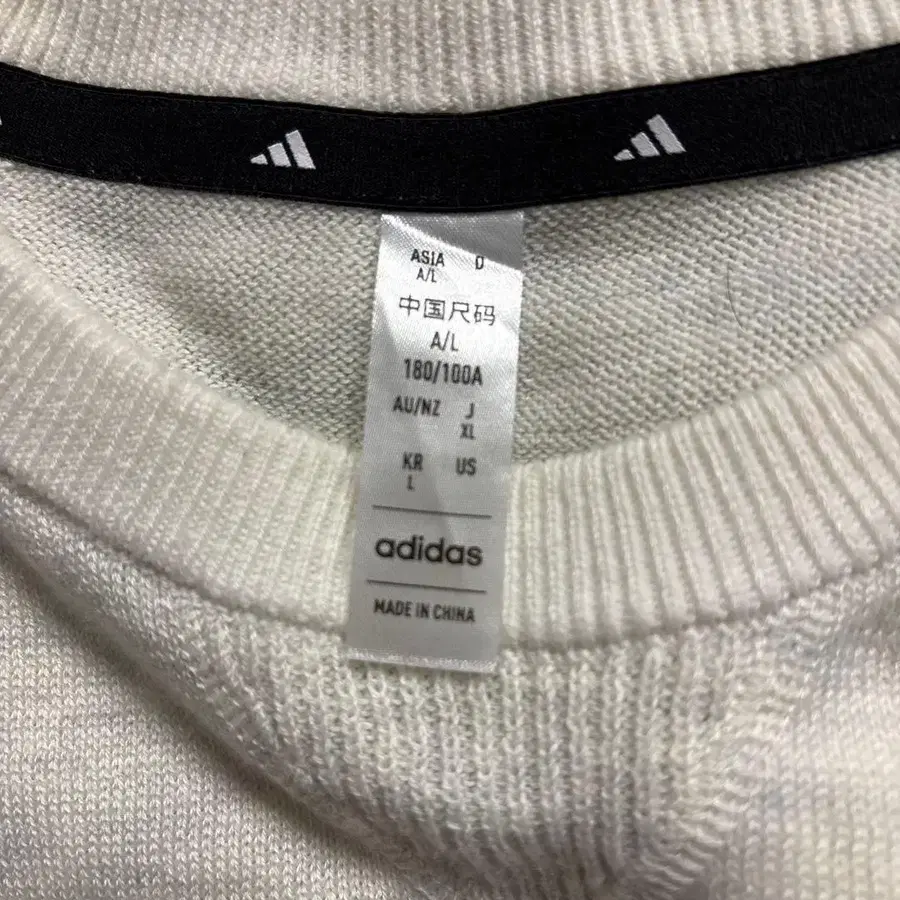 ASIA D
A/L
中国尺码
A/L
180/100A
AU/NZ J
XL
KR US
L
adidas
MADE IN CHINA